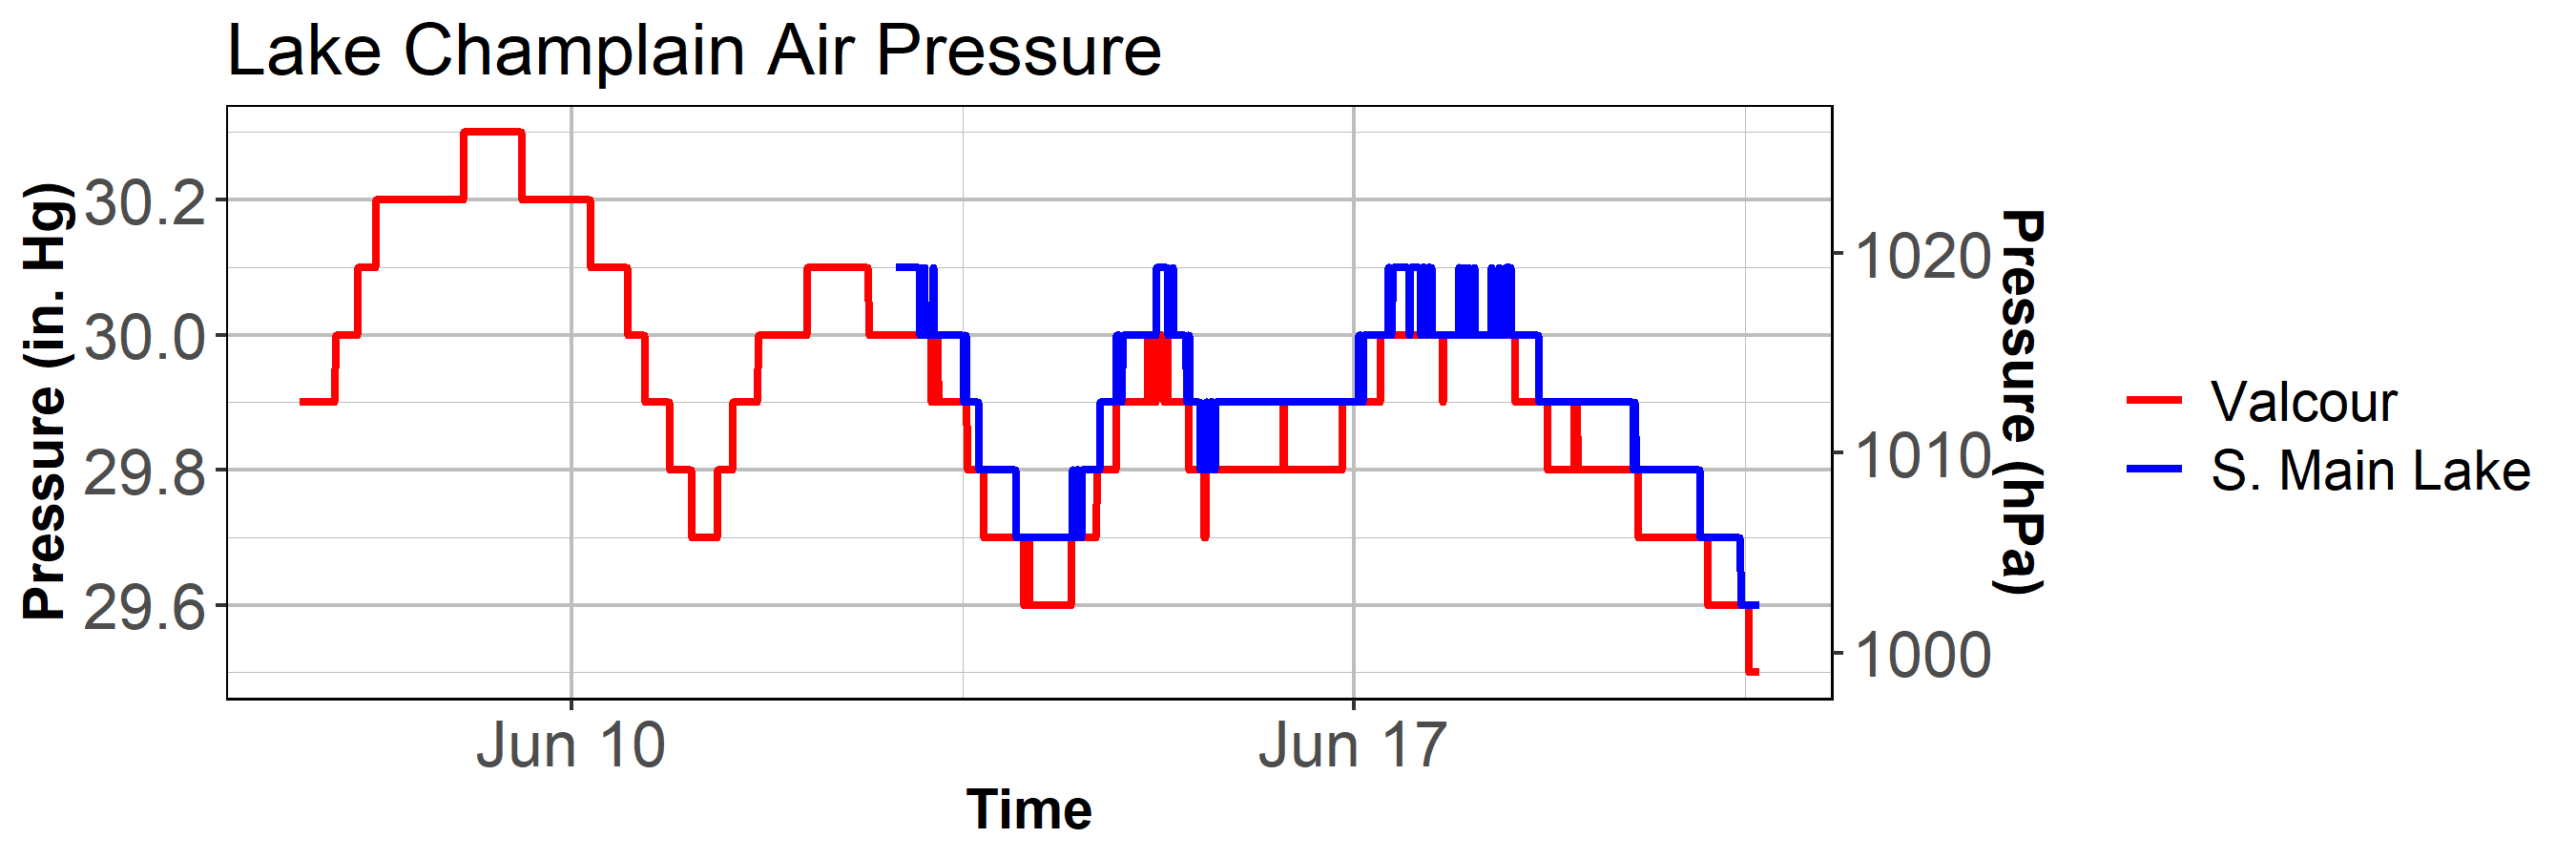 Lake Champlain Air Pressure
Pressure (in. Hg)
30.2
30.0
29.8
29.6
1020
1010
1000
Pressure (hPa)
Valcour
S. Main Lake
Jun 10
Jun 17
Time